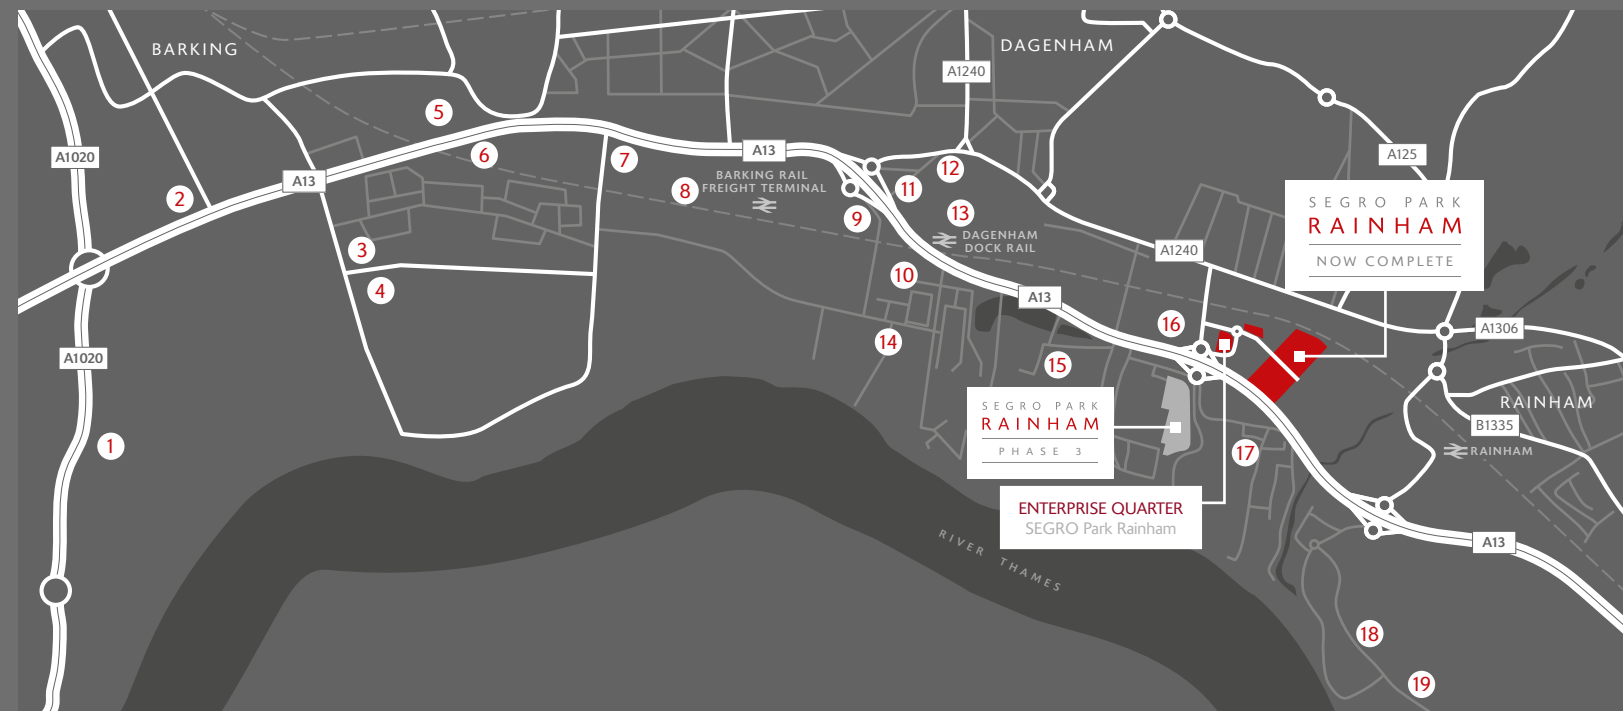 BARKING
DAGENHAM
A1240
5
A1020
6
7
A13
A125
A13
BARKING RAIL
FREIGHT TERMINAL
8
12
11
2
9
13
SEGRO PARK
RAINHAM
NOW COMPLETE
DAGENHAM
DOCK RAIL
3
A1240
4
10
A13
16
A1306
14
A1020
15
SEGRO PARK
RAINHAM
PHASE 3
RAINHAM
B1335
1
17
RAINHAM
ENTERPRISE QUARTER
SEGRO Park Rainham
RIVER THAMES
A13
18
19